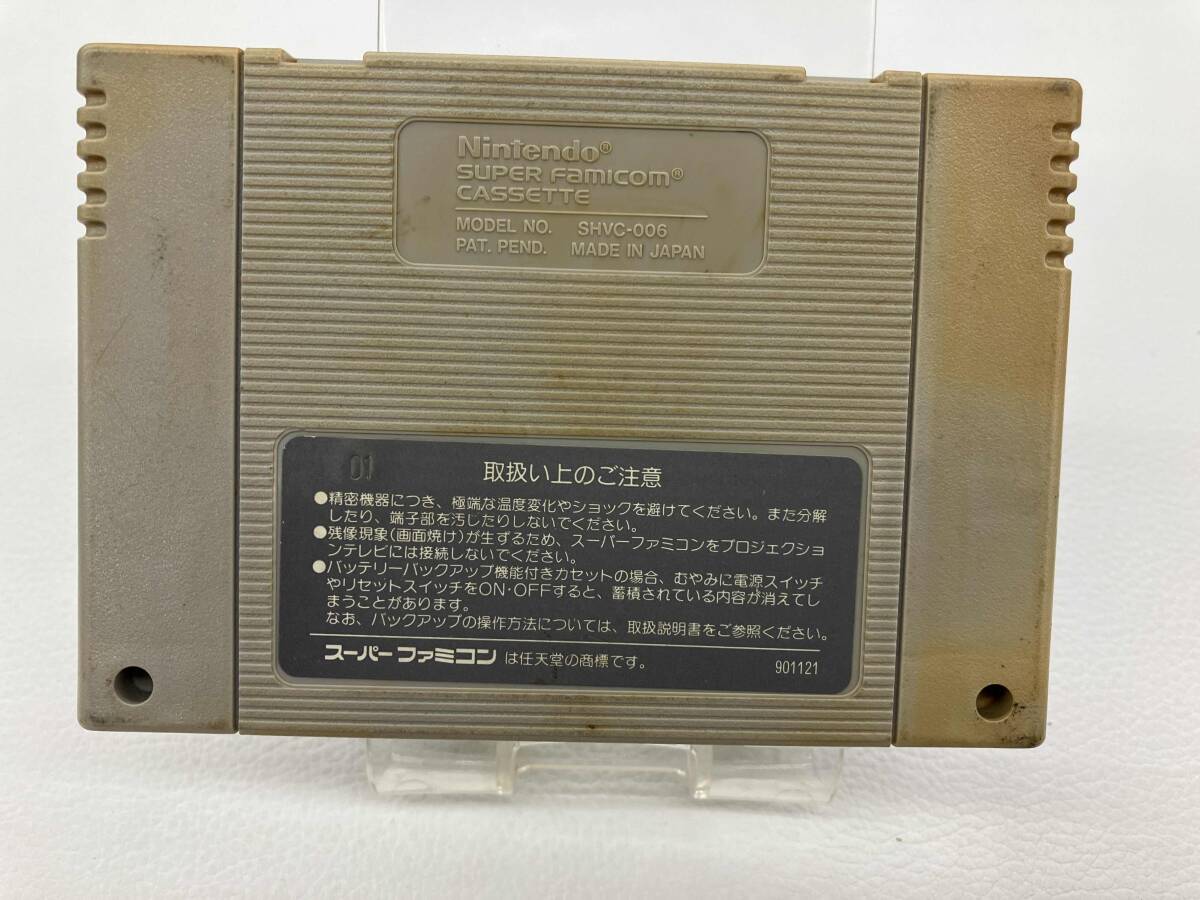 Nintendo®
SUPER FAMICOM®
CASSETTE
MODEL NO. SHVC-006
PAT. PEND. MADE IN JAPAN
01
取扱い上のご注意
●精密機器につき、極端な温度変化やショックを避けてください。また分解
したり、端子部を汚したりしないでください。
●残像現象(画面焼け)が生ずるため、スーパーファミコンをプロジェクショ
ンテレビには接続しないでください。
●バッテリーバックアップ機能付きカセットの場合、むやみに電源スイッチ
やリセットスイッチをON・OFFすると、蓄積されている内容が消えてし
まうことがあります。
なお、バックアップの操作方法については、取扱説明書をご参照ください。
スーパーファミコン は任天堂の商標です。
901121